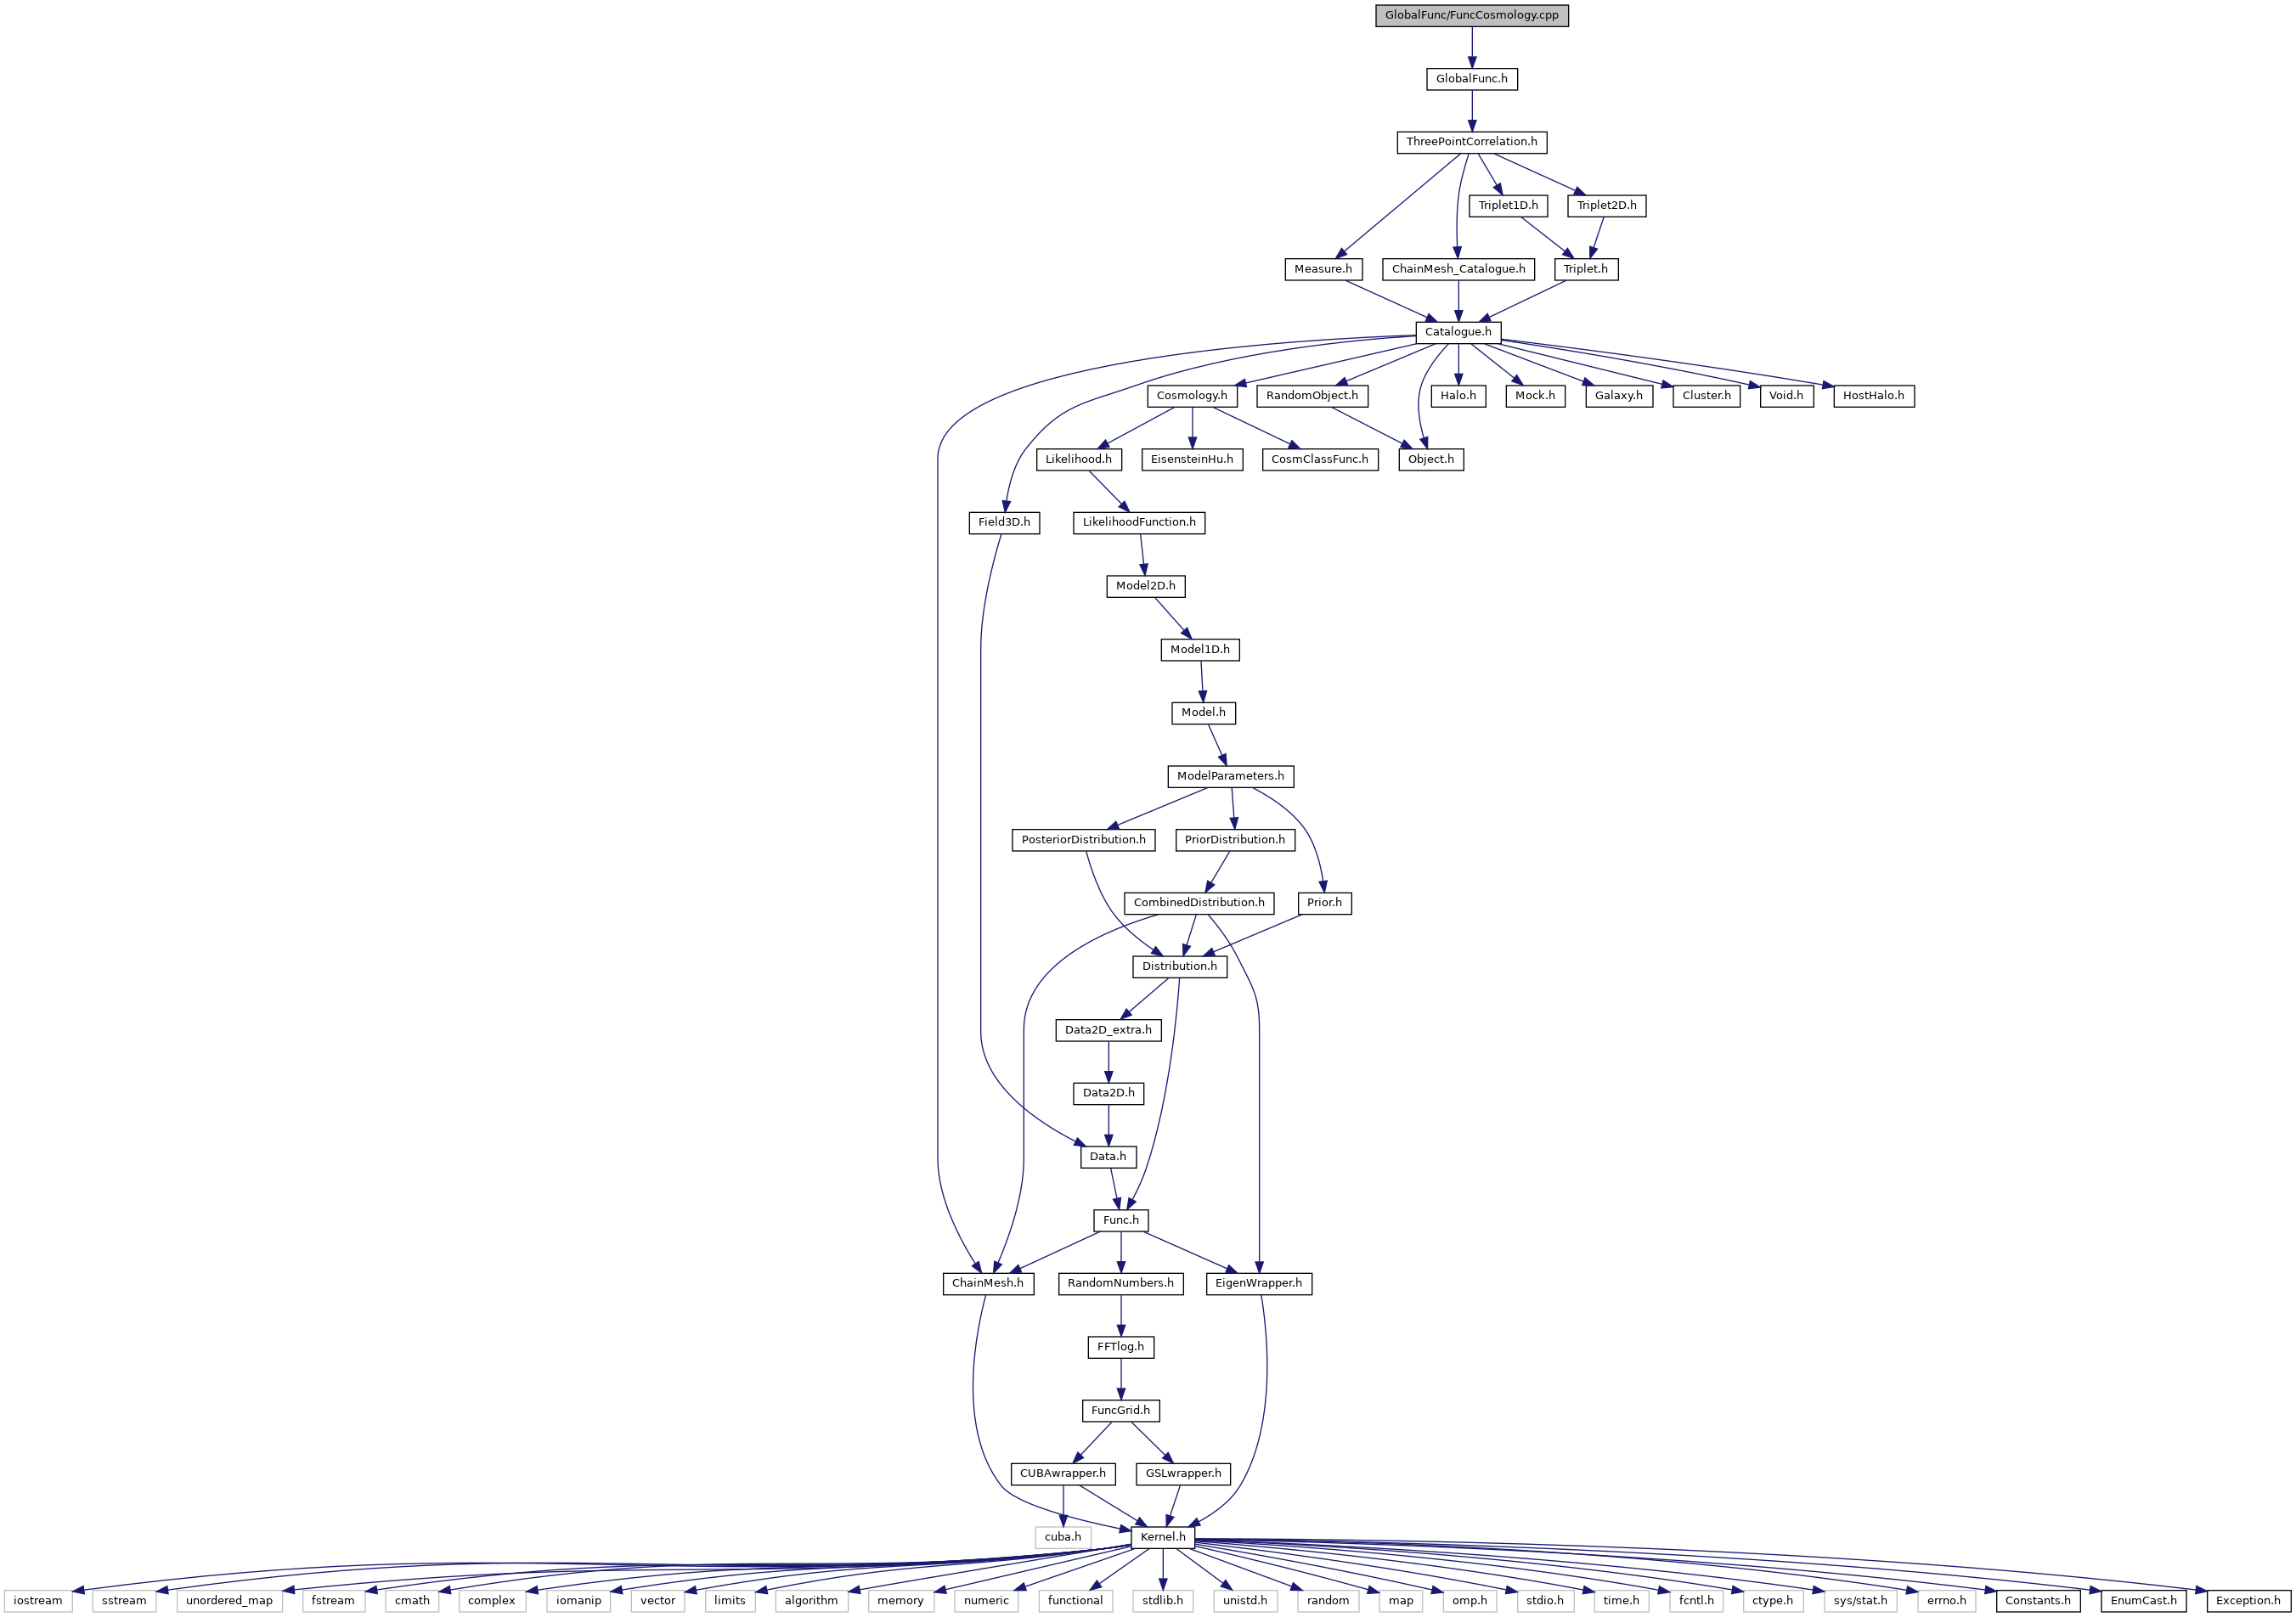 GlobalFunc/FuncCosmology.cpp
GlobalFunc.h
ThreePointCorrelation.h
Triplet1D.h
Triplet2D.h
Measure.h
ChainMesh_Catalogue.h
Triplet.h
Catalogue.h
Cosmology.h
RandomObject.h
Halo.h
Mock.h
Galaxy.h
Cluster.h
Void.h
HostHalo.h
Likelihood.h
EisensteinHu.h
CosmClassFunc.h
Object.h
Field3D.h
LikelihoodFunction.h
Model2D.h
Model1D.h
Model.h
ModelParameters.h
PosteriorDistribution.h
PriorDistribution.h
CombinedDistribution.h
Prior.h
Distribution.h
Data2D_extra.h
Data2D.h
Data.h
Func.h
ChainMesh.h
RandomNumbers.h
EigenWrapper.h
FFTlog.h
FuncGrid.h
CUBAwrapper.h
GSLwrapper.h
cuba.h
Kernel.h
iostream
sstream
unordered_map
fstream
cmath
complex
iomanip
vector
limits
algorithm
memory
numeric
functional
stdlib.h
unistd.h
random
map
omp.h
stdio.h
time.h
fcntl.h
ctype.h
sys/stat.h
errno.h
Constants.h
EnumCast.h
Exception.h